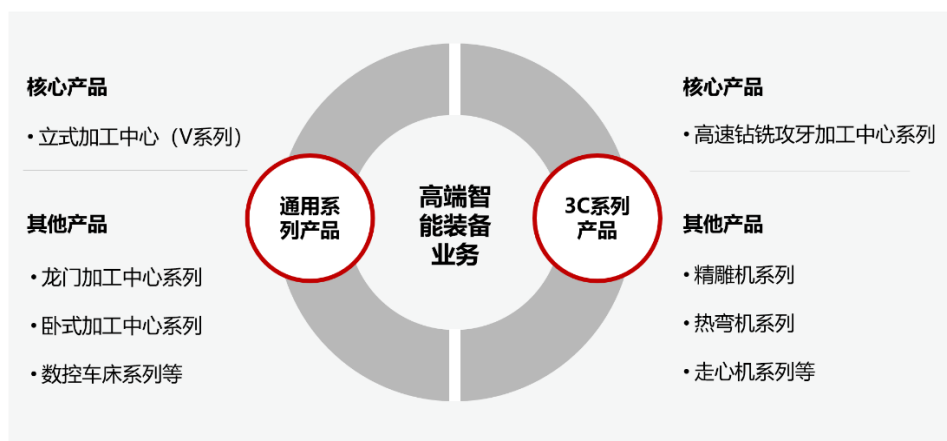 核心产品
•立式加工中心（V系列）
其他产品
•龙门加工中心系列
•卧式加工中心系列
•数控车床系列等
通用系
列产品
高端智
能装备
业务
3C系列
产品
核心产品
•高速钻铣攻牙加工中心系列
其他产品
•精雕机系列
•热弯机系列
•走心机系列等